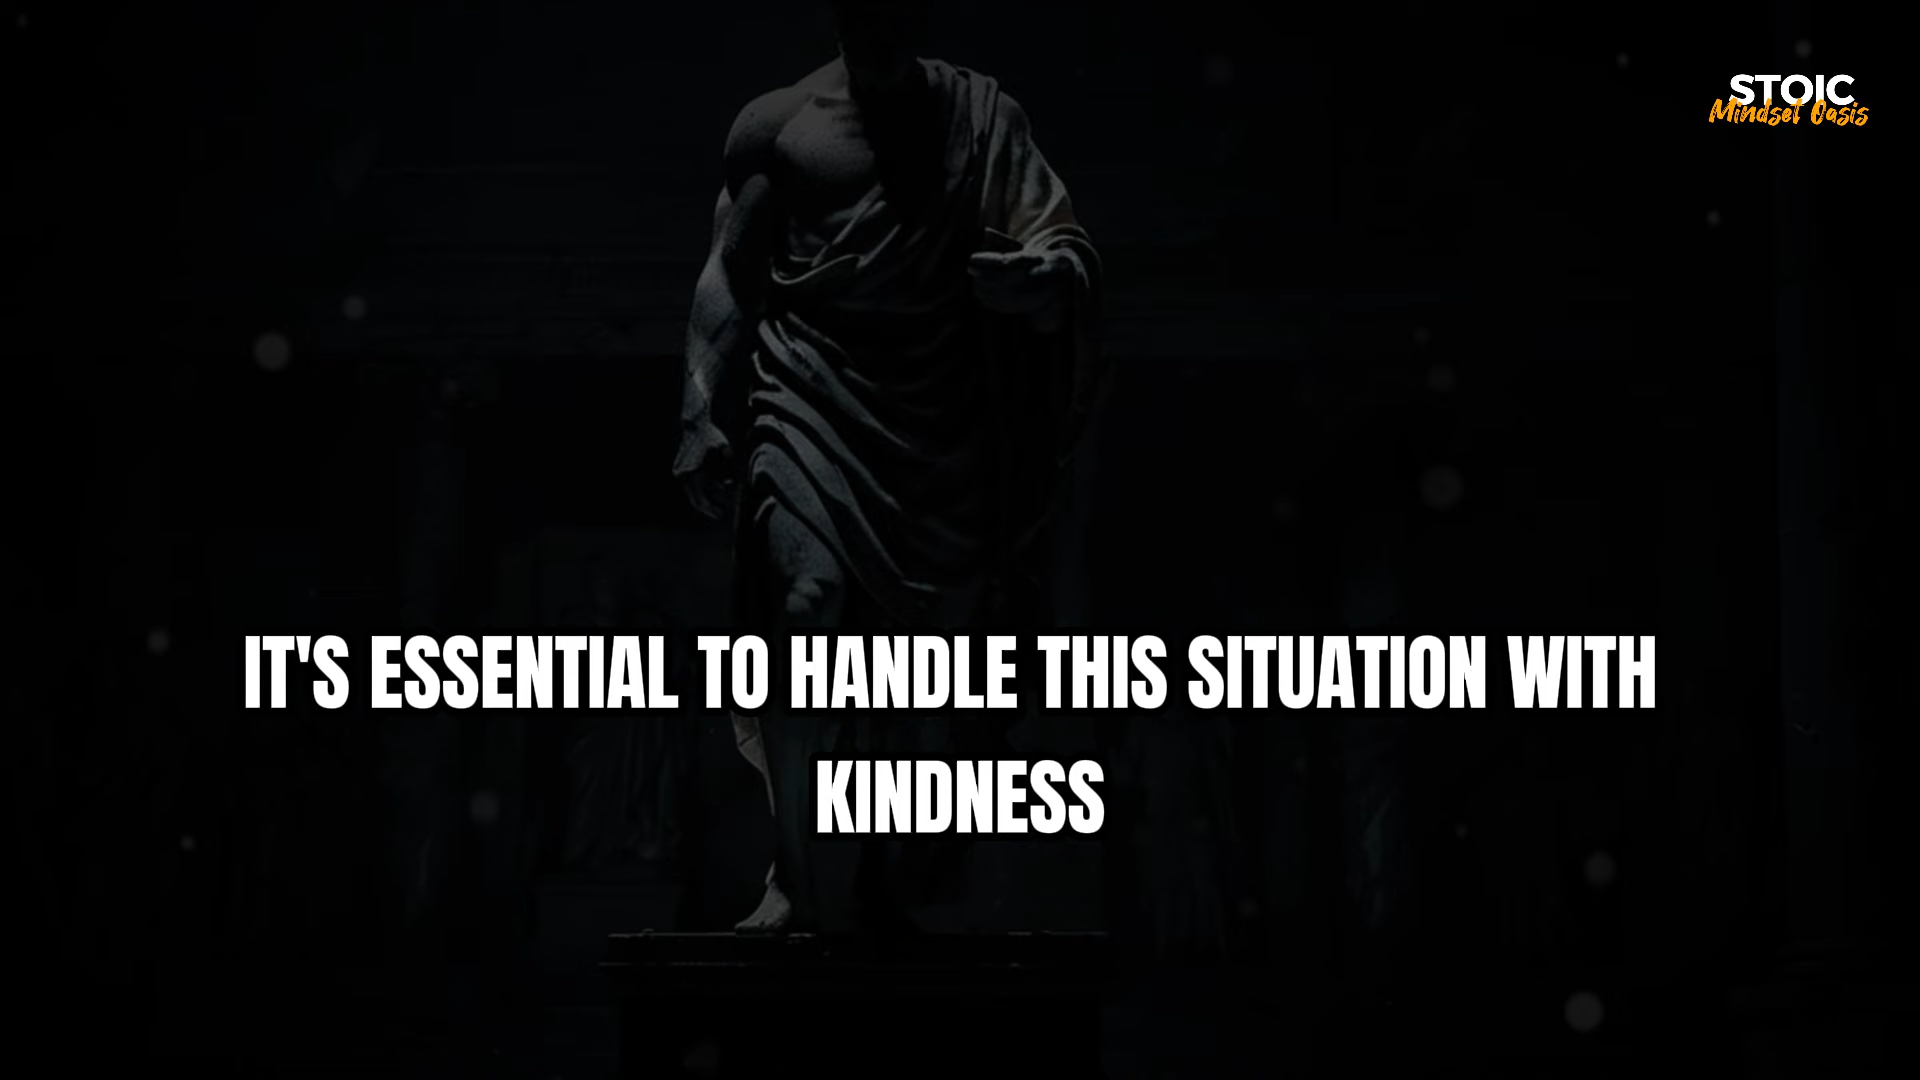 STOIC
Mindset Oasis
IT'S ESSENTIAL TO HANDLE THIS SITUATION WITH
KINDNESS